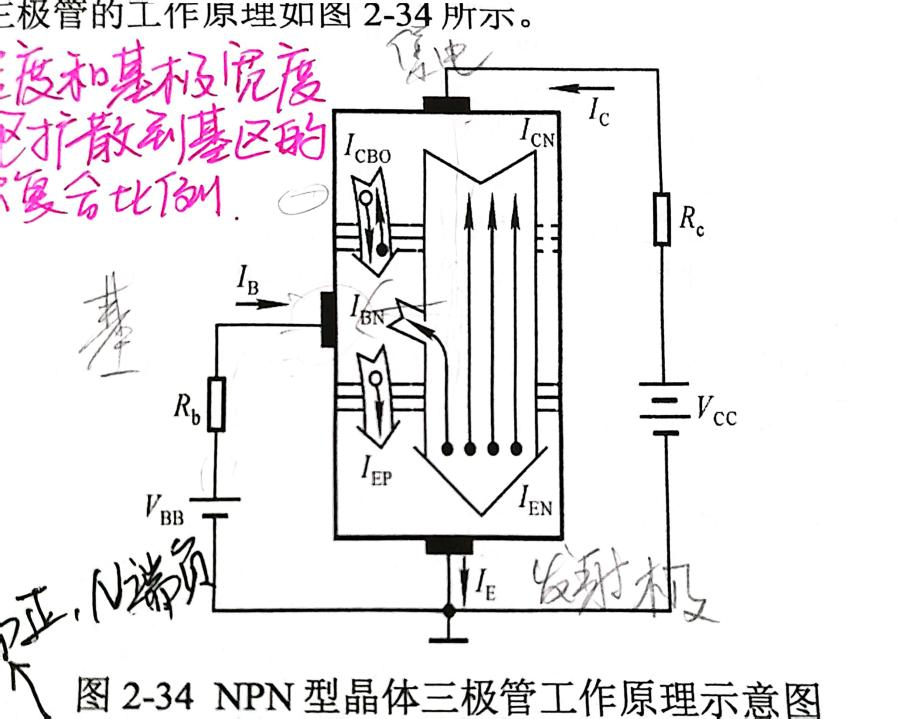 三极管的工作原理如图 2-34 所示。
集电
度和基极宽度
I_C
区扩散到基区的
I_CN
I_CBO
复合比例.
R_c
I_B
I_BN
基
R_b
V_CC
I_EP
I_EN
V_BB
I_E
发射极
正, N端负
图 2-34 NPN 型晶体三极管工作原理示意图